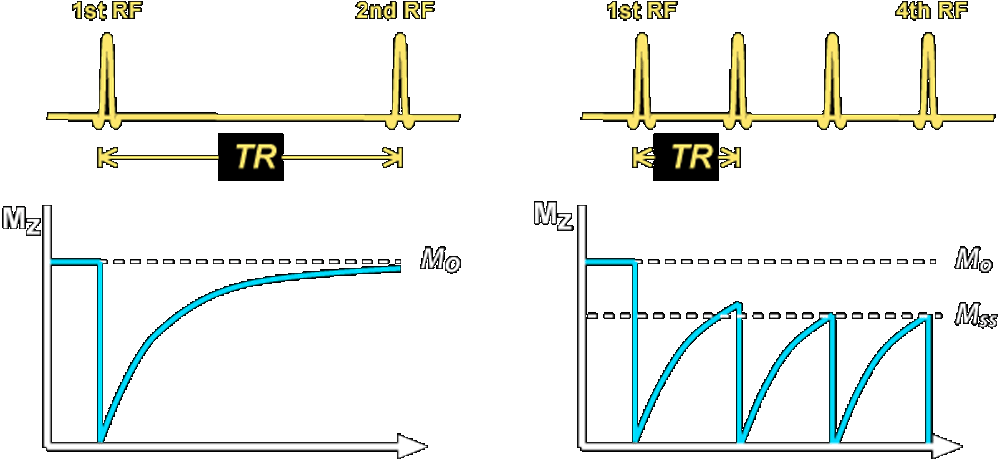 1st RF 2nd RF 1st RF 4th RF
TR TR
Mz Mz
Mo Mo
Mss